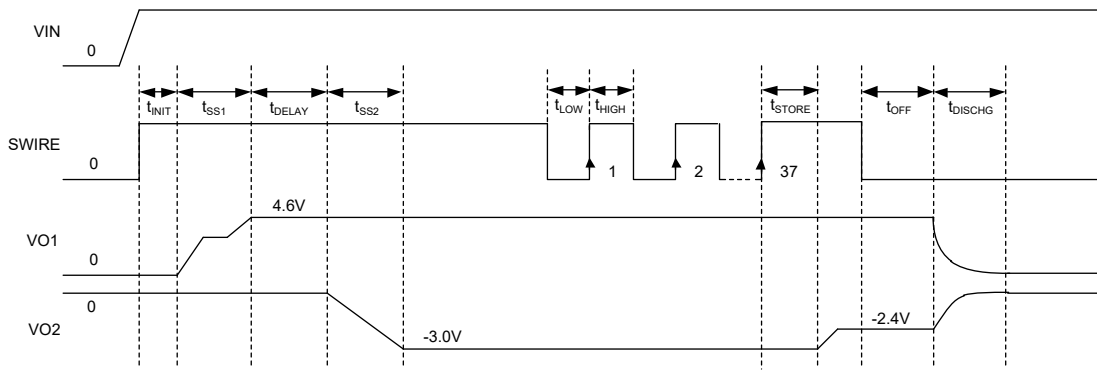 VIN
0
tINIT
tSS1
tDELAY
tSS2
tLOW
tHIGH
tSTORE
tOFF
tDISCHG
SWIRE
0
1
2
37
4.6V
VO1
0
0
VO2
-3.0V
-2.4V